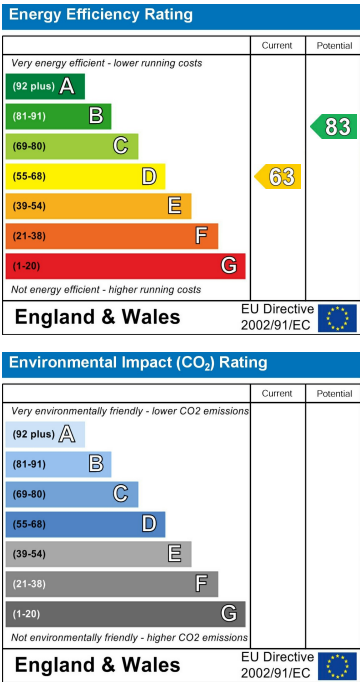 Energy Efficiency Rating
Current Potential
Very energy efficient - lower running costs
(92 plus) A
(81-91) B
83
(69-80) C
(55-68) D
63
(39-54) E
(21-38) F
(1-20) G
Not energy efficient - higher running costs
England & Wales
EU Directive
2002/91/EC
Environmental Impact (CO₂) Rating
Current Potential
Very environmentally friendly - lower CO2 emissions
(92 plus) A
(81-91) B
(69-80) C
(55-68) D
(39-54) E
(21-38) F
(1-20) G
Not environmentally friendly - higher CO2 emissions
England & Wales
EU Directive
2002/91/EC